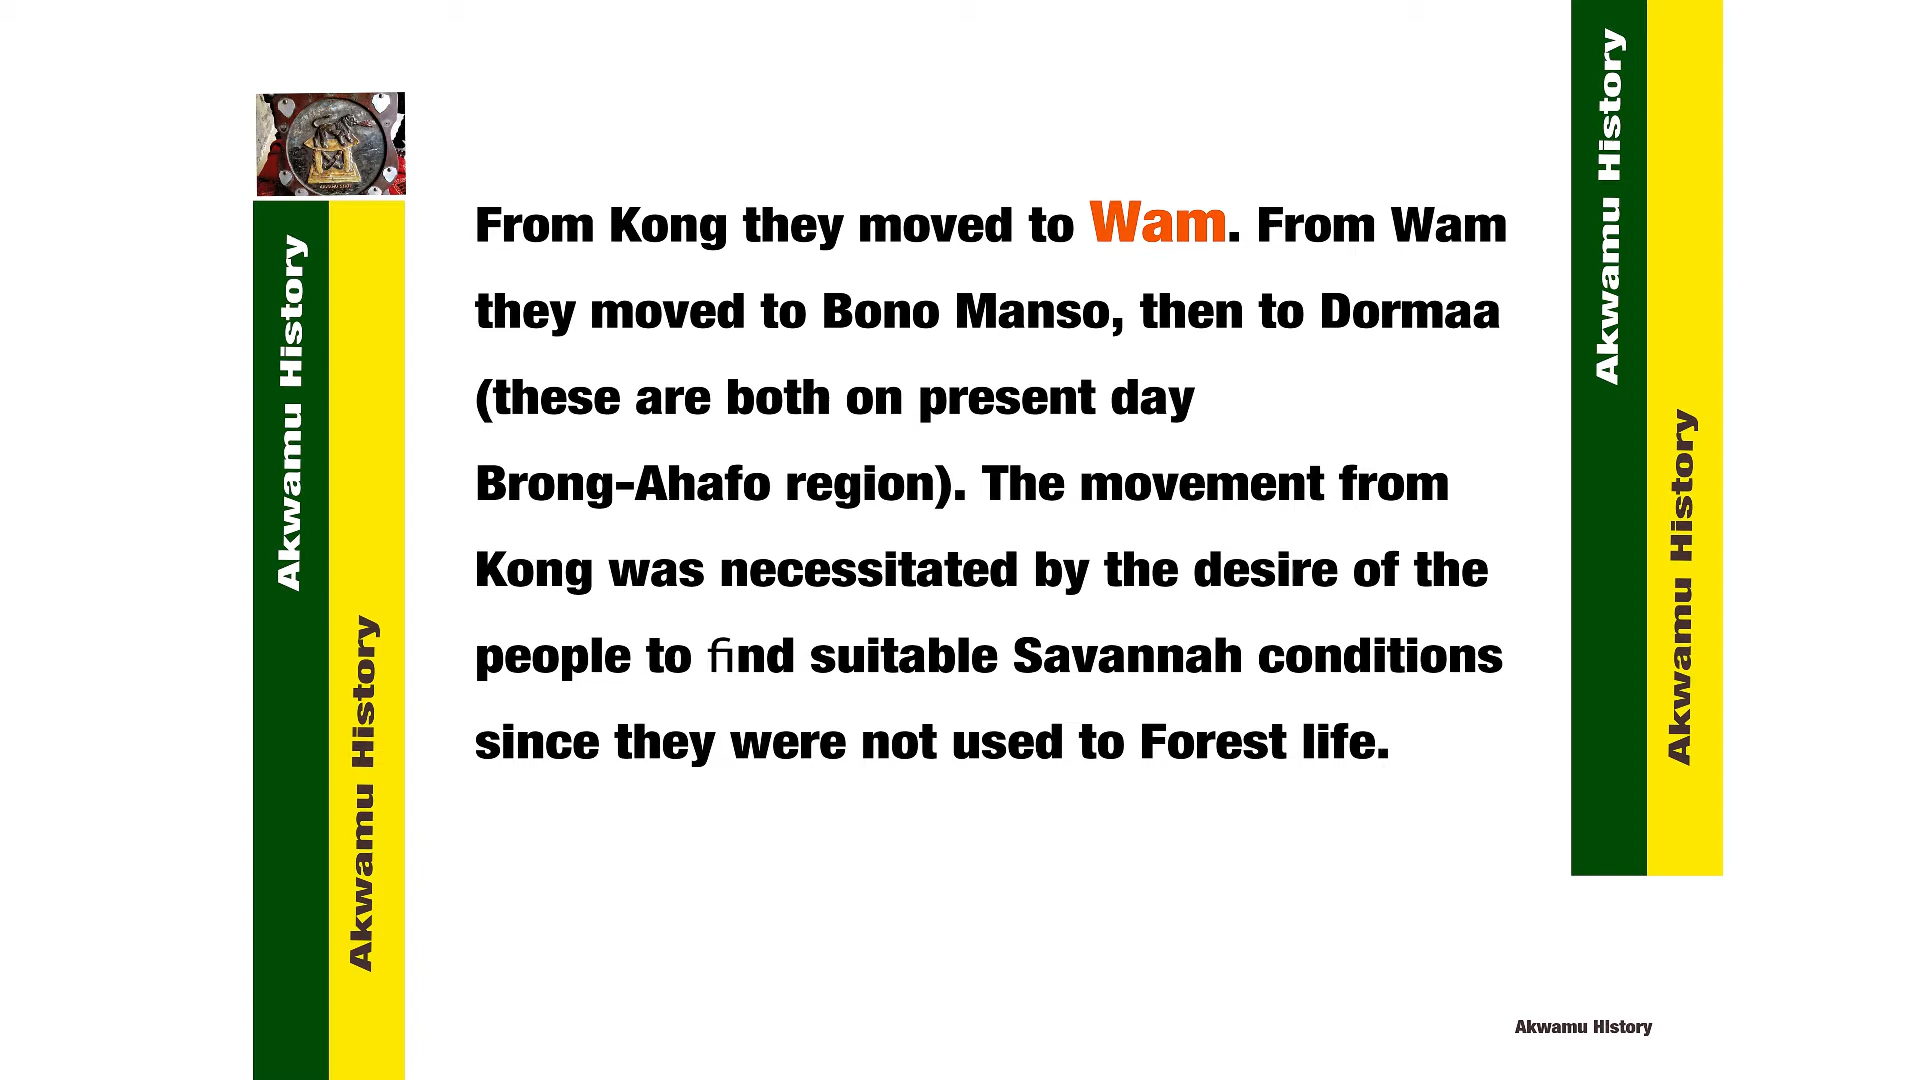 Akwamu History
Akwamu History
From Kong they moved to Wam. From Wam
they moved to Bono Manso, then to Dormaa
(these are both on present day
Brong-Ahafo region). The movement from
Kong was necessitated by the desire of the
people to find suitable Savannah conditions
since they were not used to Forest life.
Akwamu History
Akwamu History
Akwamu History